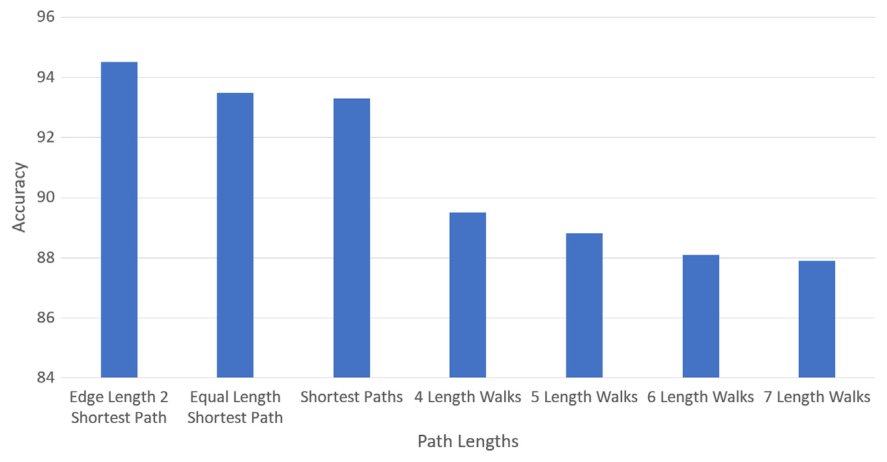 96
94
92
90
88
86
84
Accuracy
Edge Length 2
Shortest Path
Equal Length
Shortest Path
Shortest Paths
4 Length Walks
5 Length Walks
6 Length Walks
7 Length Walks
Path Lengths